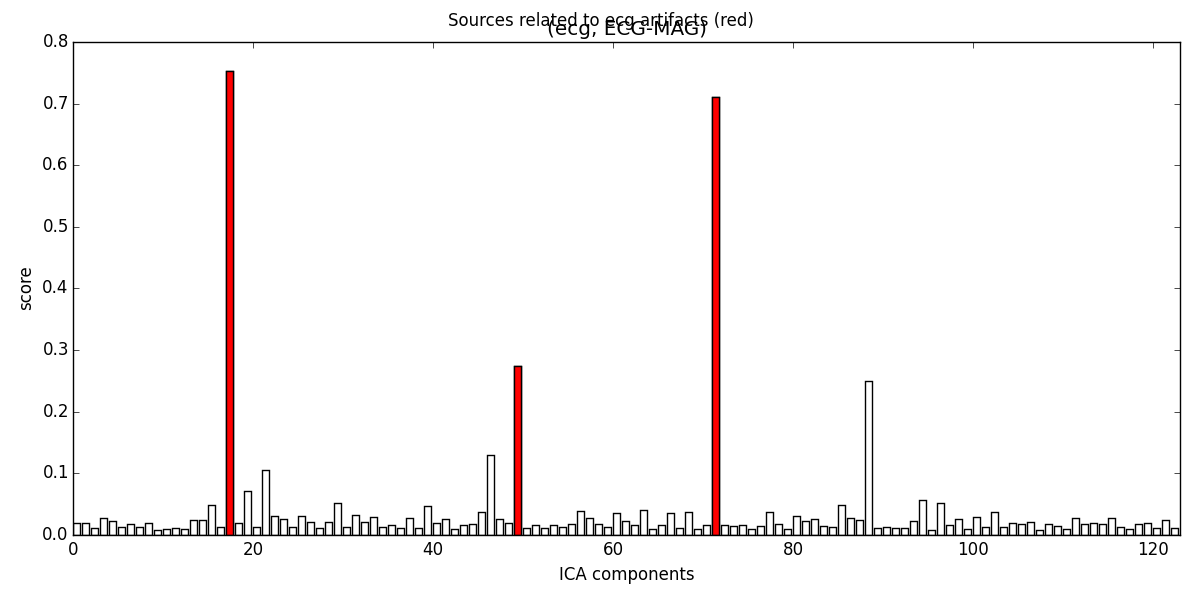 Sources related to ecg artifacts (red)
(ecg, ECG-MAG)
0.8
0.7
0.6
0.5
0.4
0.3
0.2
0.1
0.0
score
0 20 40 60 80 100 120
ICA components